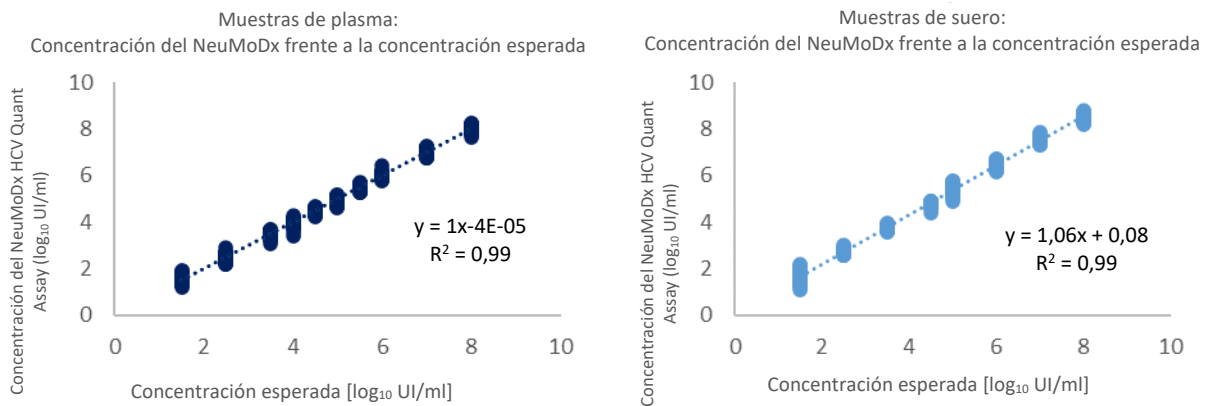 Muestras de plasma:
Concentración del NeuMoDx frente a la concentración esperada
Concentración del NeuMoDx HCV Quant
Assay (log₁₀ UI/ml)
10
8
6
4
2
0
y = 1x-4E-05
R² = 0,99
0 2 4 6 8 10
Concentración esperada [log₁₀ UI/ml]
Muestras de suero:
Concentración del NeuMoDx frente a la concentración esperada
Concentración del NeuMoDx HCV Quant
Assay (log₁₀ UI/ml)
10
8
6
4
2
0
y = 1,06x + 0,08
R² = 0,99
0 2 4 6 8 10
Concentración esperada [log₁₀ UI/ml]